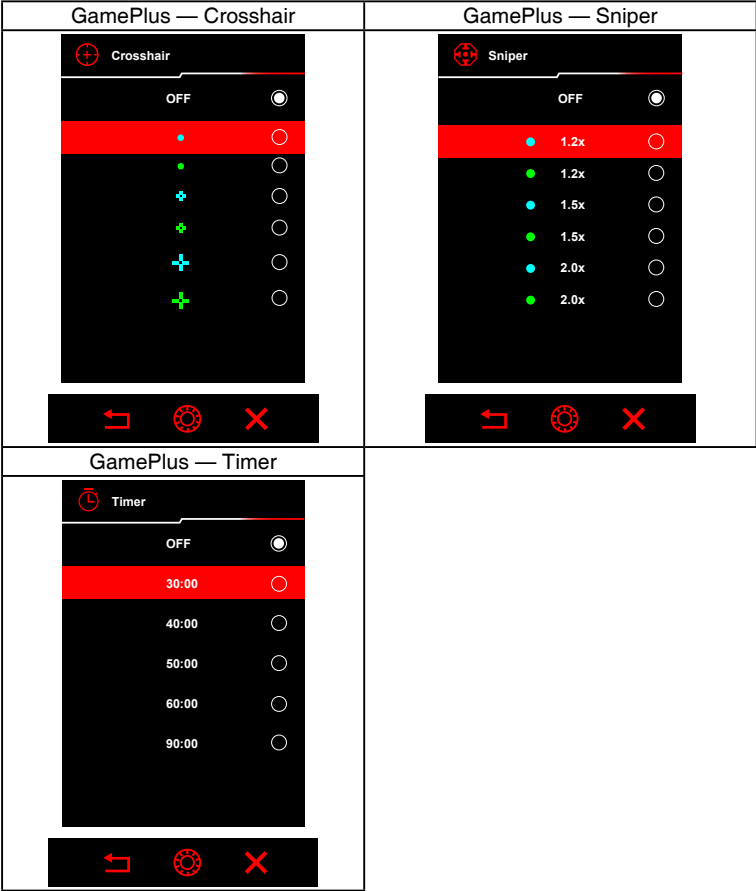 GamePlus — Crosshair
Crosshair
OFF
GamePlus — Sniper
Sniper
OFF
1.2x
1.2x
1.5x
1.5x
2.0x
2.0x
GamePlus — Timer
Timer
OFF
30:00
40:00
50:00
60:00
90:00